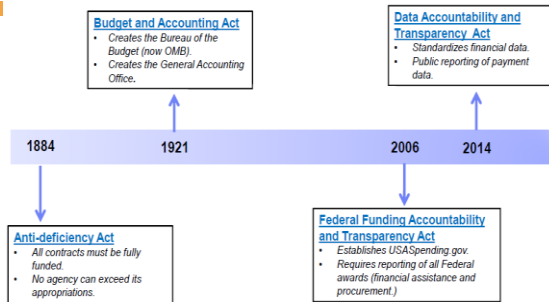 Budget and Accounting Act
• Creates the Bureau of the
Budget (now OMB).
• Creates the General Accounting
Office.
Data Accountability and
Transparency Act
• Standardizes financial data.
• Public reporting of payment
data.
1884
1921
2006
2014
Anti-deficiency Act
• All contracts must be fully
funded.
• No agency can exceed its
appropriations.
Federal Funding Accountability
and Transparency Act
• Establishes USASpending.gov.
• Requires reporting of all Federal
awards (financial assistance and
procurement.)